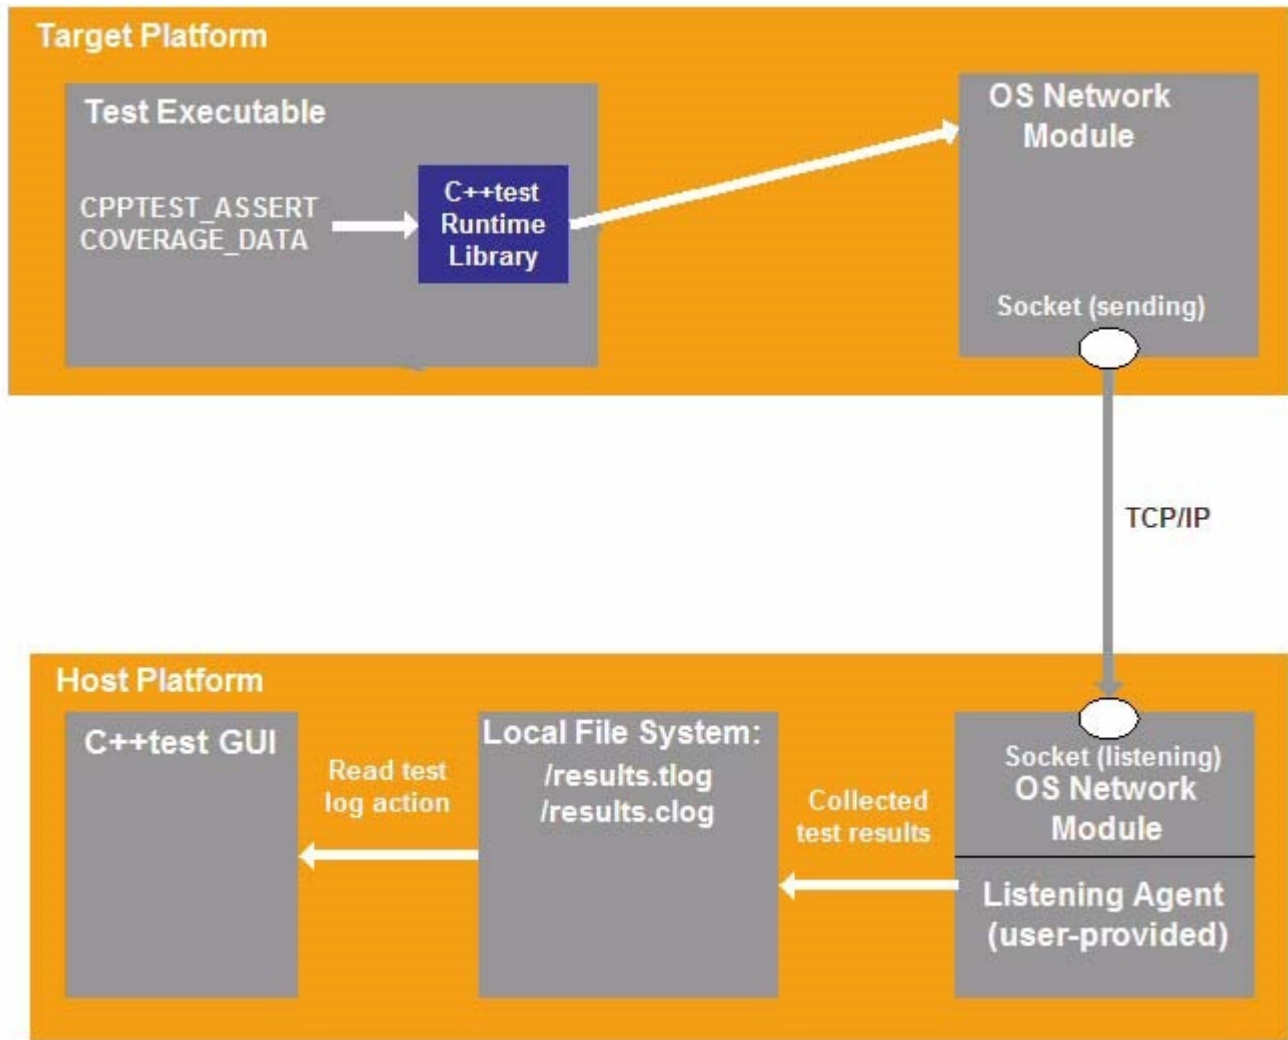 Target Platform
Test Executable
CPPTEST_ASSERT
COVERAGE_DATA
C++test
Runtime
Library
OS Network
Module
Socket (sending)
TCP/IP
Host Platform
C++test GUI
Read test
log action
Local File System:
/results.tlog
/results.clog
Collected
test results
Socket (listening)
OS Network
Module
Listening Agent
(user-provided)